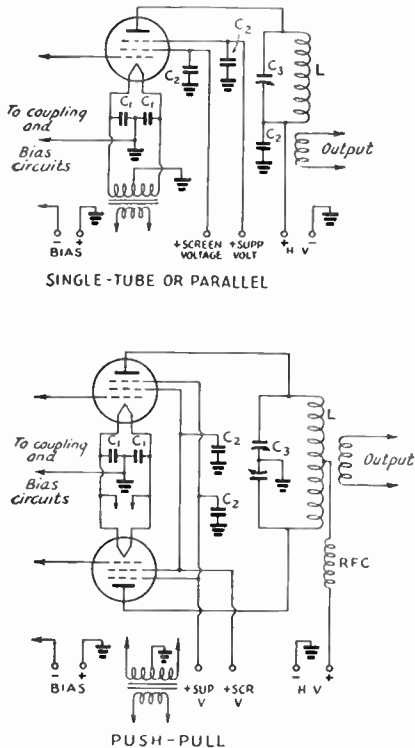 C2
C2
C3
L
C1 C1
C2
To coupling
and
Bias
circuits
Output
- +
BIAS
+SCREEN
VOLTAGE
+SUPP
VOLT
+ -
H V
SINGLE-TUBE OR PARALLEL
L
To coupling
and
Bias
circuits
C1 C1
C2
C3
Output
C2
RFC
- +
BIAS
+SUP
V
+SCR
V
- +
H V
PUSH-PULL